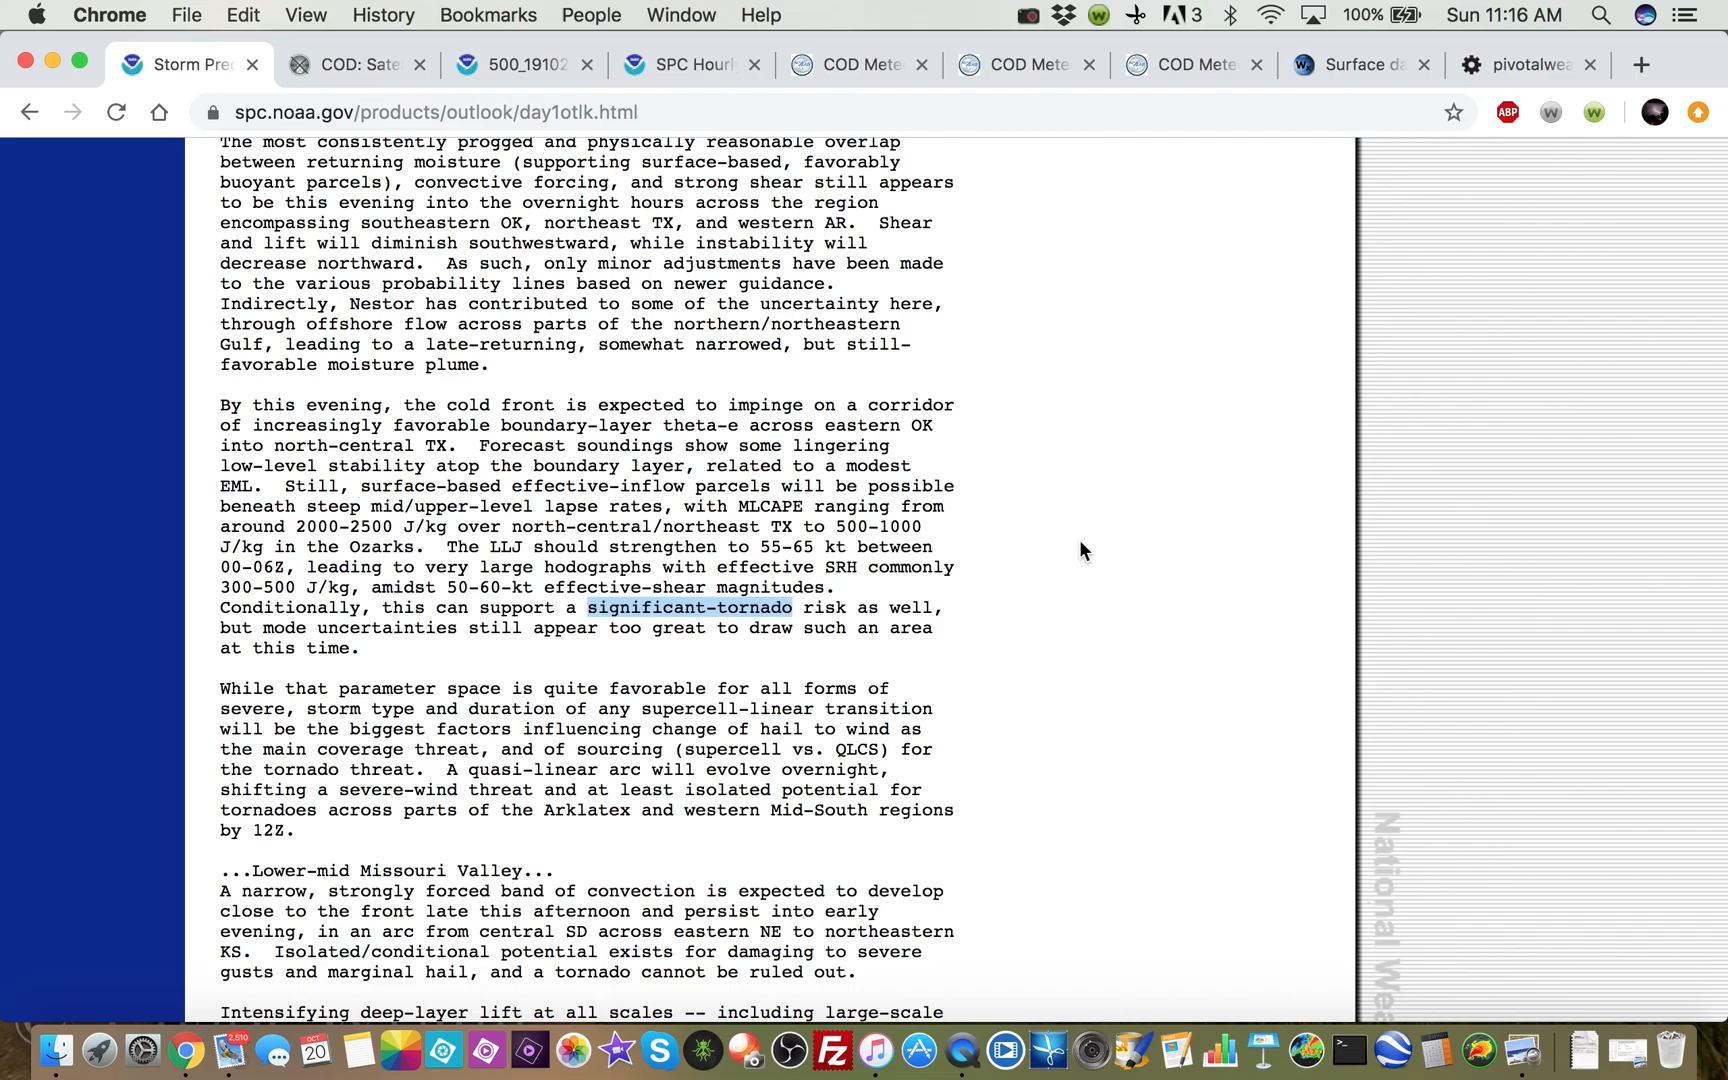 Chrome File Edit View History Bookmarks People Window Help 3 100% Sun 11:16 AM
Storm Prec COD: Sate 500_19102 SPC Hourl COD Mete COD Mete COD Mete Surface da pivotalwea
spc.noaa.gov/products/outlook/day1otlk.html ABP
The most consistently progged and physically reasonable overlap
between returning moisture (supporting surface-based, favorably
buoyant parcels), convective forcing, and strong shear still appears
to be this evening into the overnight hours across the region
encompassing southeastern OK, northeast TX, and western AR.  Shear
and lift will diminish southwestward, while instability will
decrease northward.  As such, only minor adjustments have been made
to the various probability lines based on newer guidance.
Indirectly, Nestor has contributed to some of the uncertainty here,
through offshore flow across parts of the northern/northeastern
Gulf, leading to a late-returning, somewhat narrowed, but still-
favorable moisture plume.
By this evening, the cold front is expected to impinge on a corridor
of increasingly favorable boundary-layer theta-e across eastern OK
into north-central TX.  Forecast soundings show some lingering
low-level stability atop the boundary layer, related to a modest
EML.  Still, surface-based effective-inflow parcels will be possible
beneath steep mid/upper-level lapse rates, with MLCAPE ranging from
around 2000-2500 J/kg over north-central/northeast TX to 500-1000
J/kg in the Ozarks.  The LLJ should strengthen to 55-65 kt between
00-06Z, leading to very large hodographs with effective SRH commonly
300-500 J/kg, amidst 50-60-kt effective-shear magnitudes.
Conditionally, this can support a significant-tornado risk as well,
but mode uncertainties still appear too great to draw such an area
at this time.
While that parameter space is quite favorable for all forms of
severe, storm type and duration of any supercell-linear transition
will be the biggest factors influencing change of hail to wind as
the main coverage threat, and of sourcing (supercell vs. QLCS) for
the tornado threat.  A quasi-linear arc will evolve overnight,
shifting a severe-wind threat and at least isolated potential for
tornadoes across parts of the Arklatex and western Mid-South regions
by 12Z.
...Lower-mid Missouri Valley...
A narrow, strongly forced band of convection is expected to develop
close to the front late this afternoon and persist into early
evening, in an arc from central SD across eastern NE to northeastern
KS.  Isolated/conditional potential exists for damaging to severe
gusts and marginal hail, and a tornado cannot be ruled out.
Intensifying deep-layer lift at all scales -- including large-scale
National Wea
2,510
OCT
20